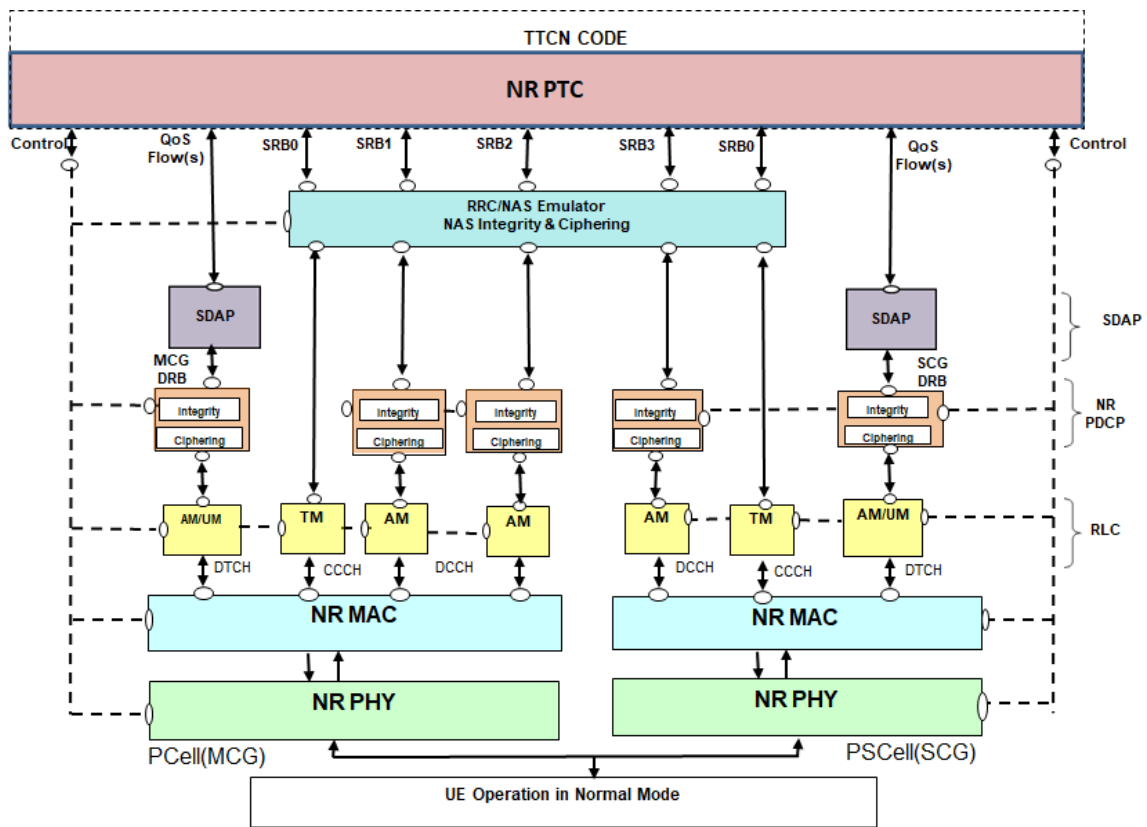 TTCN CODE
NR PTC
Control
QoS
Flow(s)
SRB0
SRB1
SRB2
SRB3
SRB0
QoS
Flow(s)
Control
RRC/NAS Emulator
NAS Integrity & Ciphering
SDAP
SDAP
SDAP
MCG
DRB
SCG
DRB
Integrity
Ciphering
Integrity
Ciphering
Integrity
Ciphering
Integrity
Ciphering
Integrity
Ciphering
NR
PDCP
AM/UM
TM
AM
AM
AM
TM
AM/UM
RLC
DTCH
CCCH
DCCH
DCCH
CCCH
DTCH
NR MAC
NR MAC
NR PHY
NR PHY
PCell(MCG)
PSCell(SCG)
UE Operation in Normal Mode